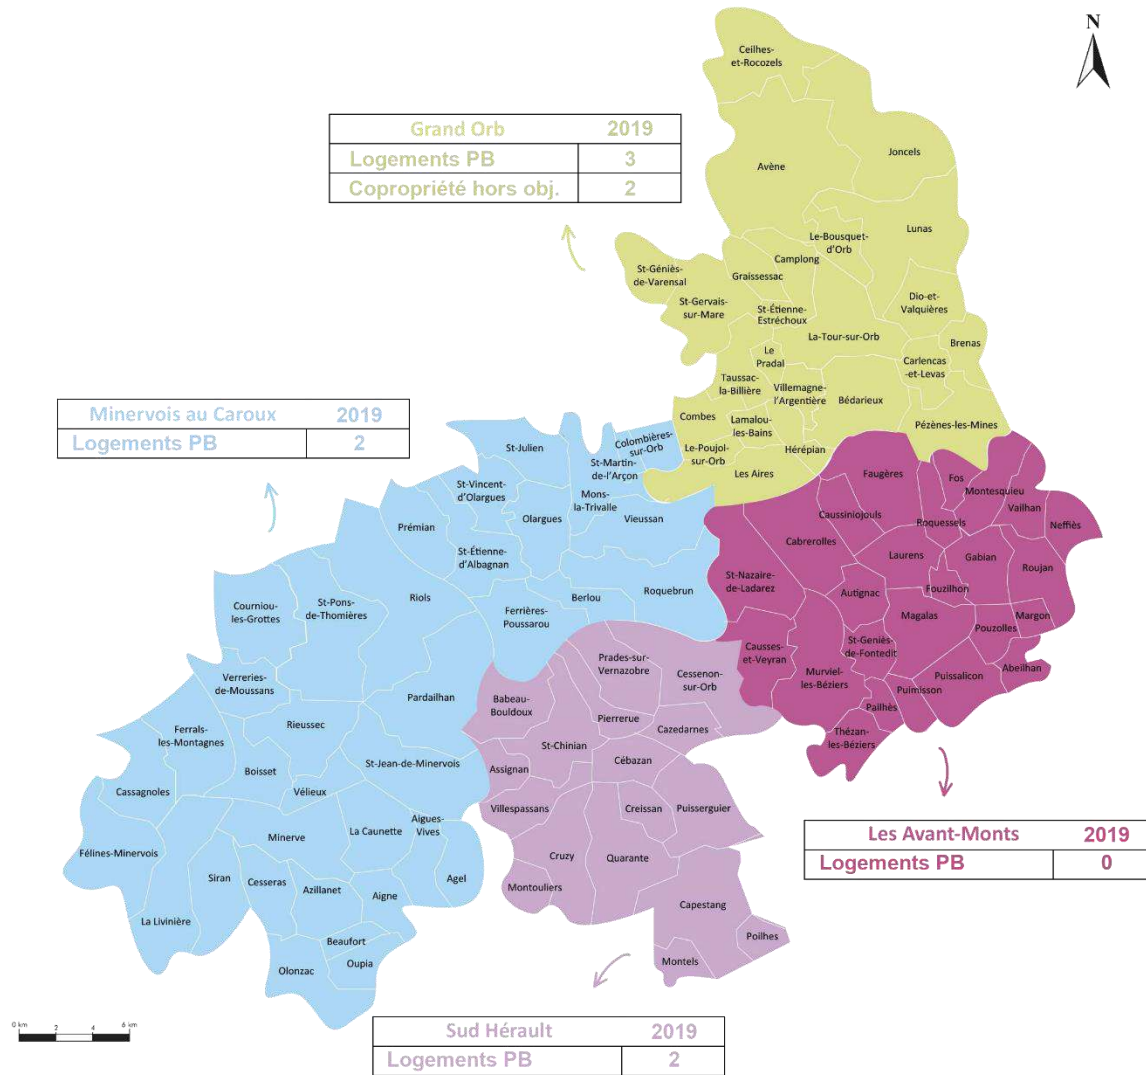 N
Ceilhes-
et-Rocozels
Grand Orb 2019
Logements PB 3
Copropriété hors obj. 2
Avène
Joncels
Lunas
Le-Bousquet-
d'Orb
Camplong
Graissessac
St-Géniès-
de-Varensal
St-Gervais-
sur-Mare
St-Étienne-
Estréchoux
Dio-et-
Valquières
La-Tour-sur-Orb
Brenas
Le
Pradal
Carlencas
-et-Levas
Taussac-
la-Billière
Villemagne-
l'Argentière
Bédarieux
Combes
Lamalou-
les-Bains
Pézènes-les-Mines
Le-Poujol-
sur-Orb
Hérépian
Les Aires
Minervois au Caroux 2019
Logements PB 2
St-Julien
Colombières-
sur-Orb
St-Martin-
de-l'Arçon
St-Vincent-
d'Olargues
Mons-
la-Trivalle
Olargues
Vieussan
Prémian
St-Étienne-
d'Albagnan
Roquebrun
Berlou
Ferrières-
Poussarou
Riols
St-Pons-
de-Thomières
Courniou-
les-Grottes
Verreries-
de-Moussans
Pardailhan
Rieussec
Ferrals-
les-Montagnes
Boisset
St-Jean-de-Minervois
Vélieux
Cassagnoles
Aigues-
Vives
La Caunette
Minerve
Félines-Minervois
Siran
Cesseras
Azillanet
Aigne
Agel
La Livinière
Beaufort
Oupia
Olonzac
Faugères
Fos
Montesquieu
Vailhan
Neffiès
Caussiniojouls
Roquessels
Cabrerolles
Laurens
Gabian
Roujan
St-Nazaire-
de-Ladarez
Autignac
Fouzilhon
Magalas
Margon
Pouzolles
Causses-
et-Veyran
St-Geniès-
de-Fontedit
Murviel-
les-Béziers
Puissalicon
Abeilhan
Puimisson
Pailhès
Thézan-
les-Béziers
Les Avant-Monts 2019
Logements PB 0
Prades-sur-
Vernazobre
Cessenon-
sur-Orb
Babeau-
Bouldoux
Pierrerue
Cazedarnes
St-Chinian
Cébazan
Assignan
Villespassans
Creissan
Puisserguier
Cruzy
Quarante
Montouliers
Capestang
Poilhes
Montels
0 km 2 4 6 km
Sud Hérault 2019
Logements PB 2